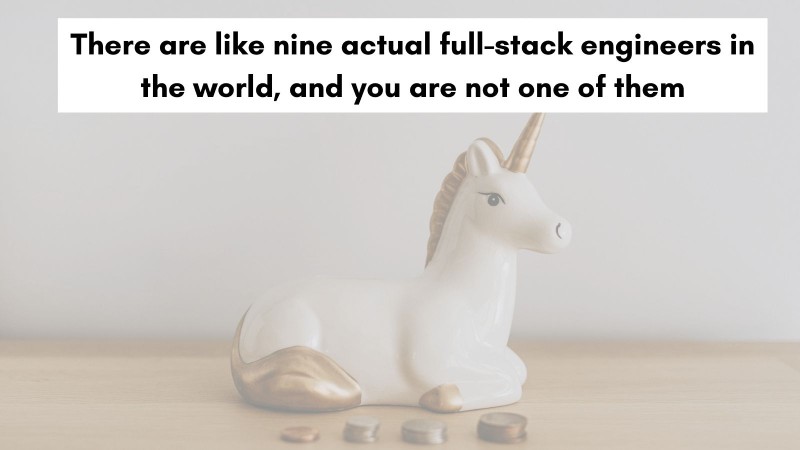 There are like nine actual full-stack engineers in
the world, and you are not one of them